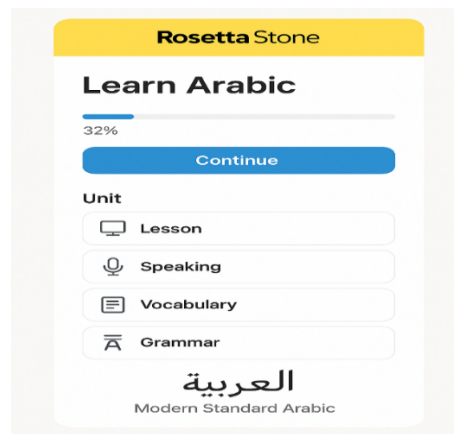 Rosetta Stone
Learn Arabic
32%
Continue
Unit
Lesson
Speaking
Vocabulary
Grammar
العربية
Modern Standard Arabic